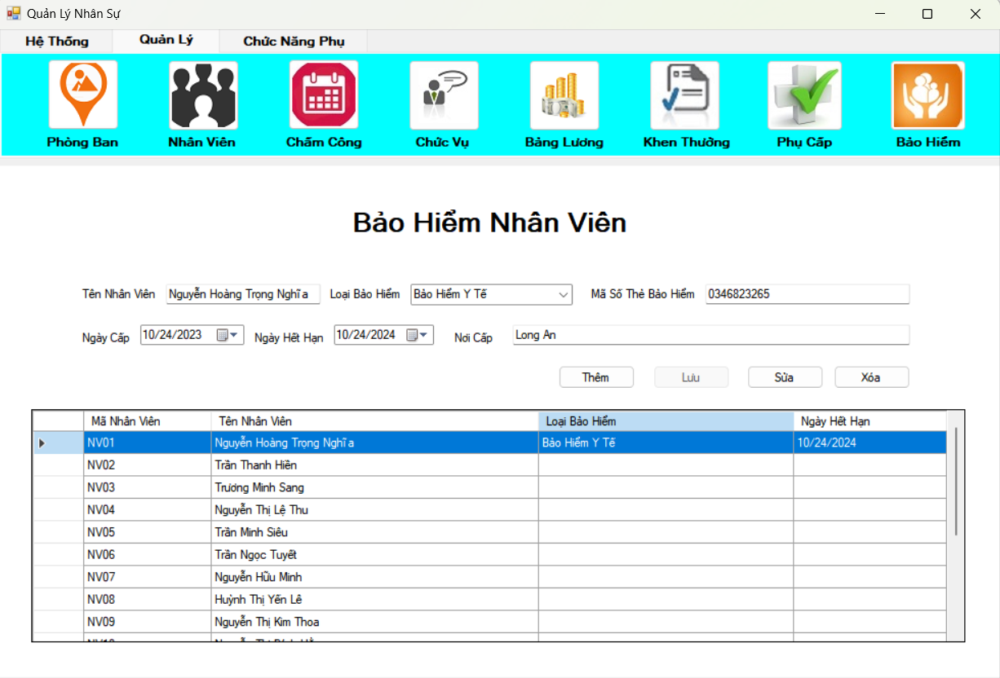 Quản Lý Nhân Sự
Hệ Thống Quản Lý Chức Năng Phụ
Phòng Ban Nhân Viên Chấm Công Chức Vụ Bảng Lương Khen Thưởng Phụ Cấp Bảo Hiểm
Bảo Hiểm Nhân Viên
Tên Nhân Viên Nguyễn Hoàng Trọng Nghĩa Loại Bảo Hiểm Bảo Hiểm Y Tế Mã Số Thẻ Bảo Hiểm 0346823265
Ngày Cấp 10/24/2023 Ngày Hết Hạn 10/24/2024 Nơi Cấp Long An
Thêm Lưu Sửa Xóa
Mã Nhân Viên Tên Nhân Viên Loại Bảo Hiểm Ngày Hết Hạn
NV01 Nguyễn Hoàng Trọng Nghĩa Bảo Hiểm Y Tế 10/24/2024
NV02 Trần Thanh Hiền
NV03 Trương Minh Sang
NV04 Nguyễn Thị Lệ Thu
NV05 Trần Minh Siêu
NV06 Trần Ngọc Tuyết
NV07 Nguyễn Hữu Minh
NV08 Huỳnh Thị Yến Lê
NV09 Nguyễn Thị Kim Thoa